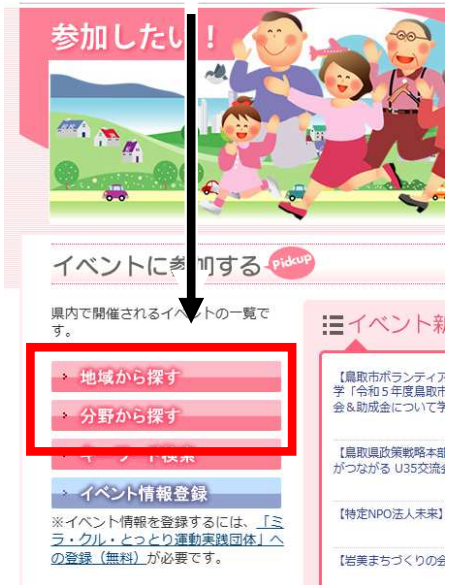 参加したい！
イベントに参加する Pickup
県内で開催されるイベントの一覧で
す。
地域から探す
分野から探す
キーワード検索
イベント情報登録
※イベント情報を登録するには、「ミ
ラ・クル・とっとり運動実践団体」へ
の登録（無料）が必要です。
イベント新
【鳥取市ボランティア
学「令和5年度鳥取市
会＆助成金について学
【鳥取県政策戦略本部
がつながる U35交流会
【特定NPO法人未来】
【岩美まちづくりの会